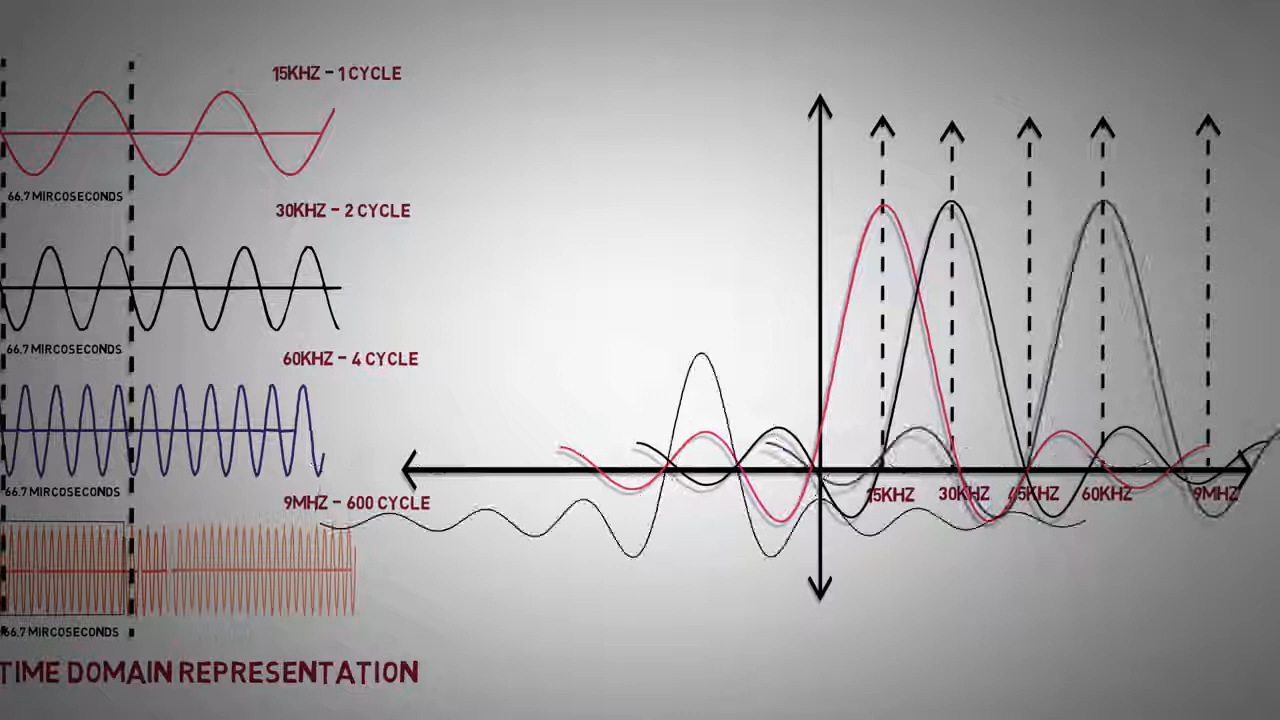 15KHZ - 1 CYCLE
66.7 MIRCOSECONDS
30KHZ - 2 CYCLE
66.7 MIRCOSECONDS
60KHZ - 4 CYCLE
66.7 MIRCOSECONDS
9MHZ - 600 CYCLE
66.7 MIRCOSECONDS
TIME DOMAIN REPRESENTATION
15KHZ 30KHZ 45KHZ 60KHZ 9MHZ